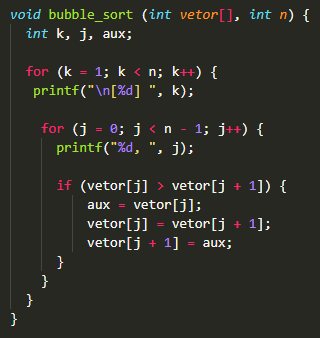 void bubble_sort (int vetor[], int n) {
int k, j, aux;
for (k = 1; k < n; k++) {
printf("\n[%d] ", k);
for (j = 0; j < n - 1; j++) {
printf("%d, ", j);
if (vetor[j] > vetor[j + 1]) {
aux = vetor[j];
vetor[j] = vetor[j + 1];
vetor[j + 1] = aux;
}
}
}
}